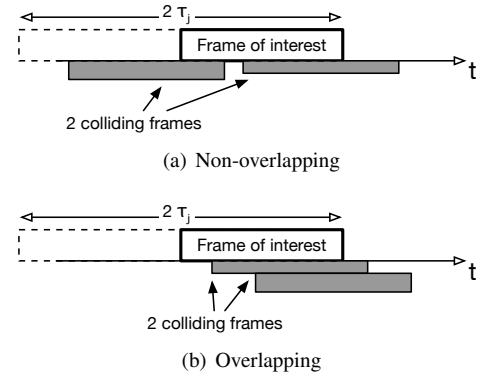 2 τj
Frame of interest
t
2 colliding frames
(a) Non-overlapping
2 τj
Frame of interest
t
2 colliding frames
(b) Overlapping